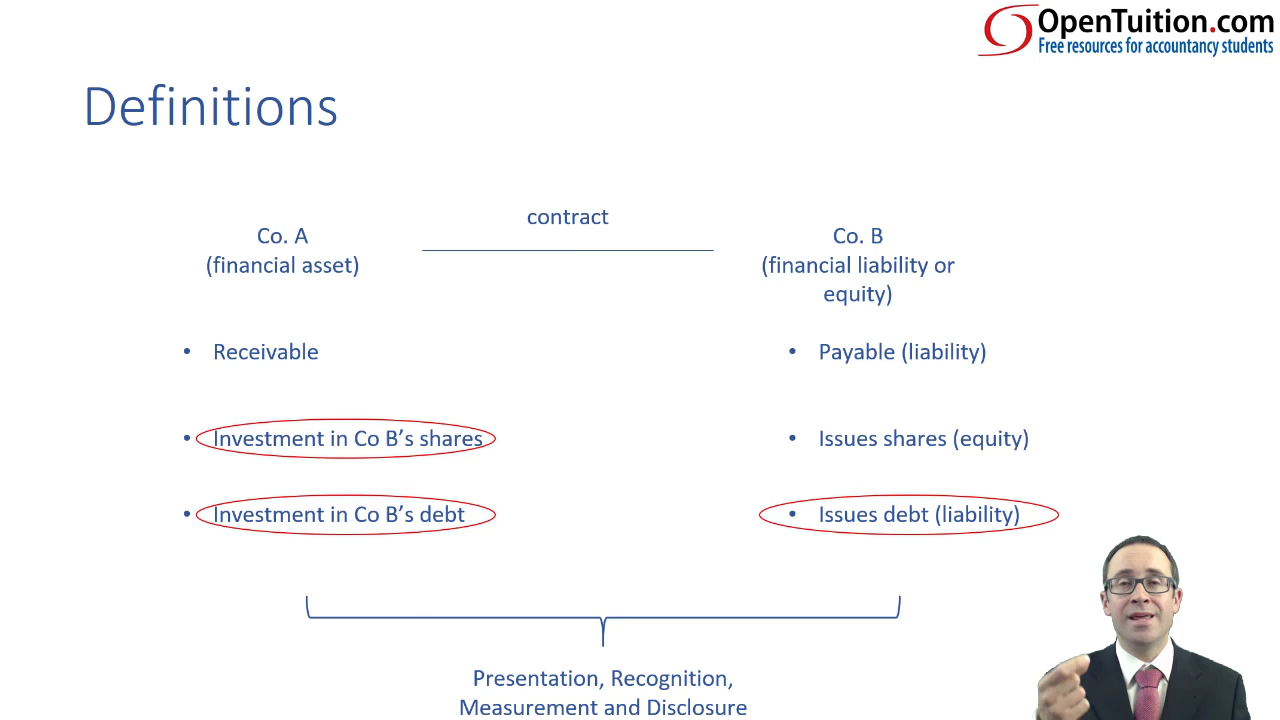 OpenTuition.com
Free resources for accountancy students
Definitions
contract
Co. A
(financial asset)
Co. B
(financial liability or
equity)
• Receivable
• Payable (liability)
• Investment in Co B’s shares
• Issues shares (equity)
• Investment in Co B’s debt
• Issues debt (liability)
Presentation, Recognition,
Measurement and Disclosure